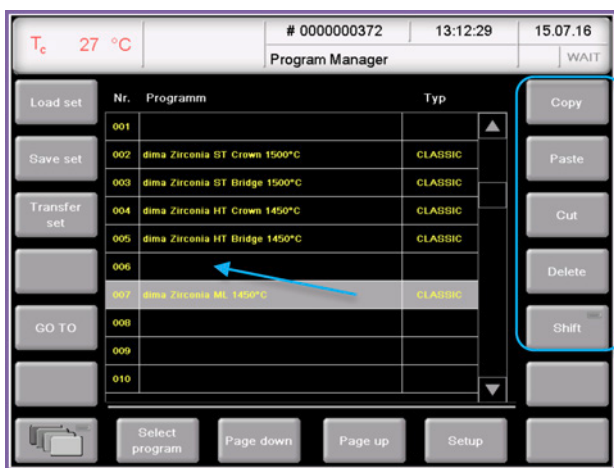 Tc 27 °C
# 0000000372
13:12:29
15.07.16
Program Manager
WAIT
Load set
Nr. Programm Typ
Copy
001
Save set
002 dima Zirconia ST Crown 1500°C CLASSIC
Paste
003 dima Zirconia ST Bridge 1500°C CLASSIC
Transfer
set
004 dima Zirconia HT Crown 1450°C CLASSIC
Cut
005 dima Zirconia HT Bridge 1450°C CLASSIC
006
Delete
007 dima Zirconia ML 1450°C CLASSIC
GO TO
008
Shift
009
010
Select
program
Page down
Page up
Setup